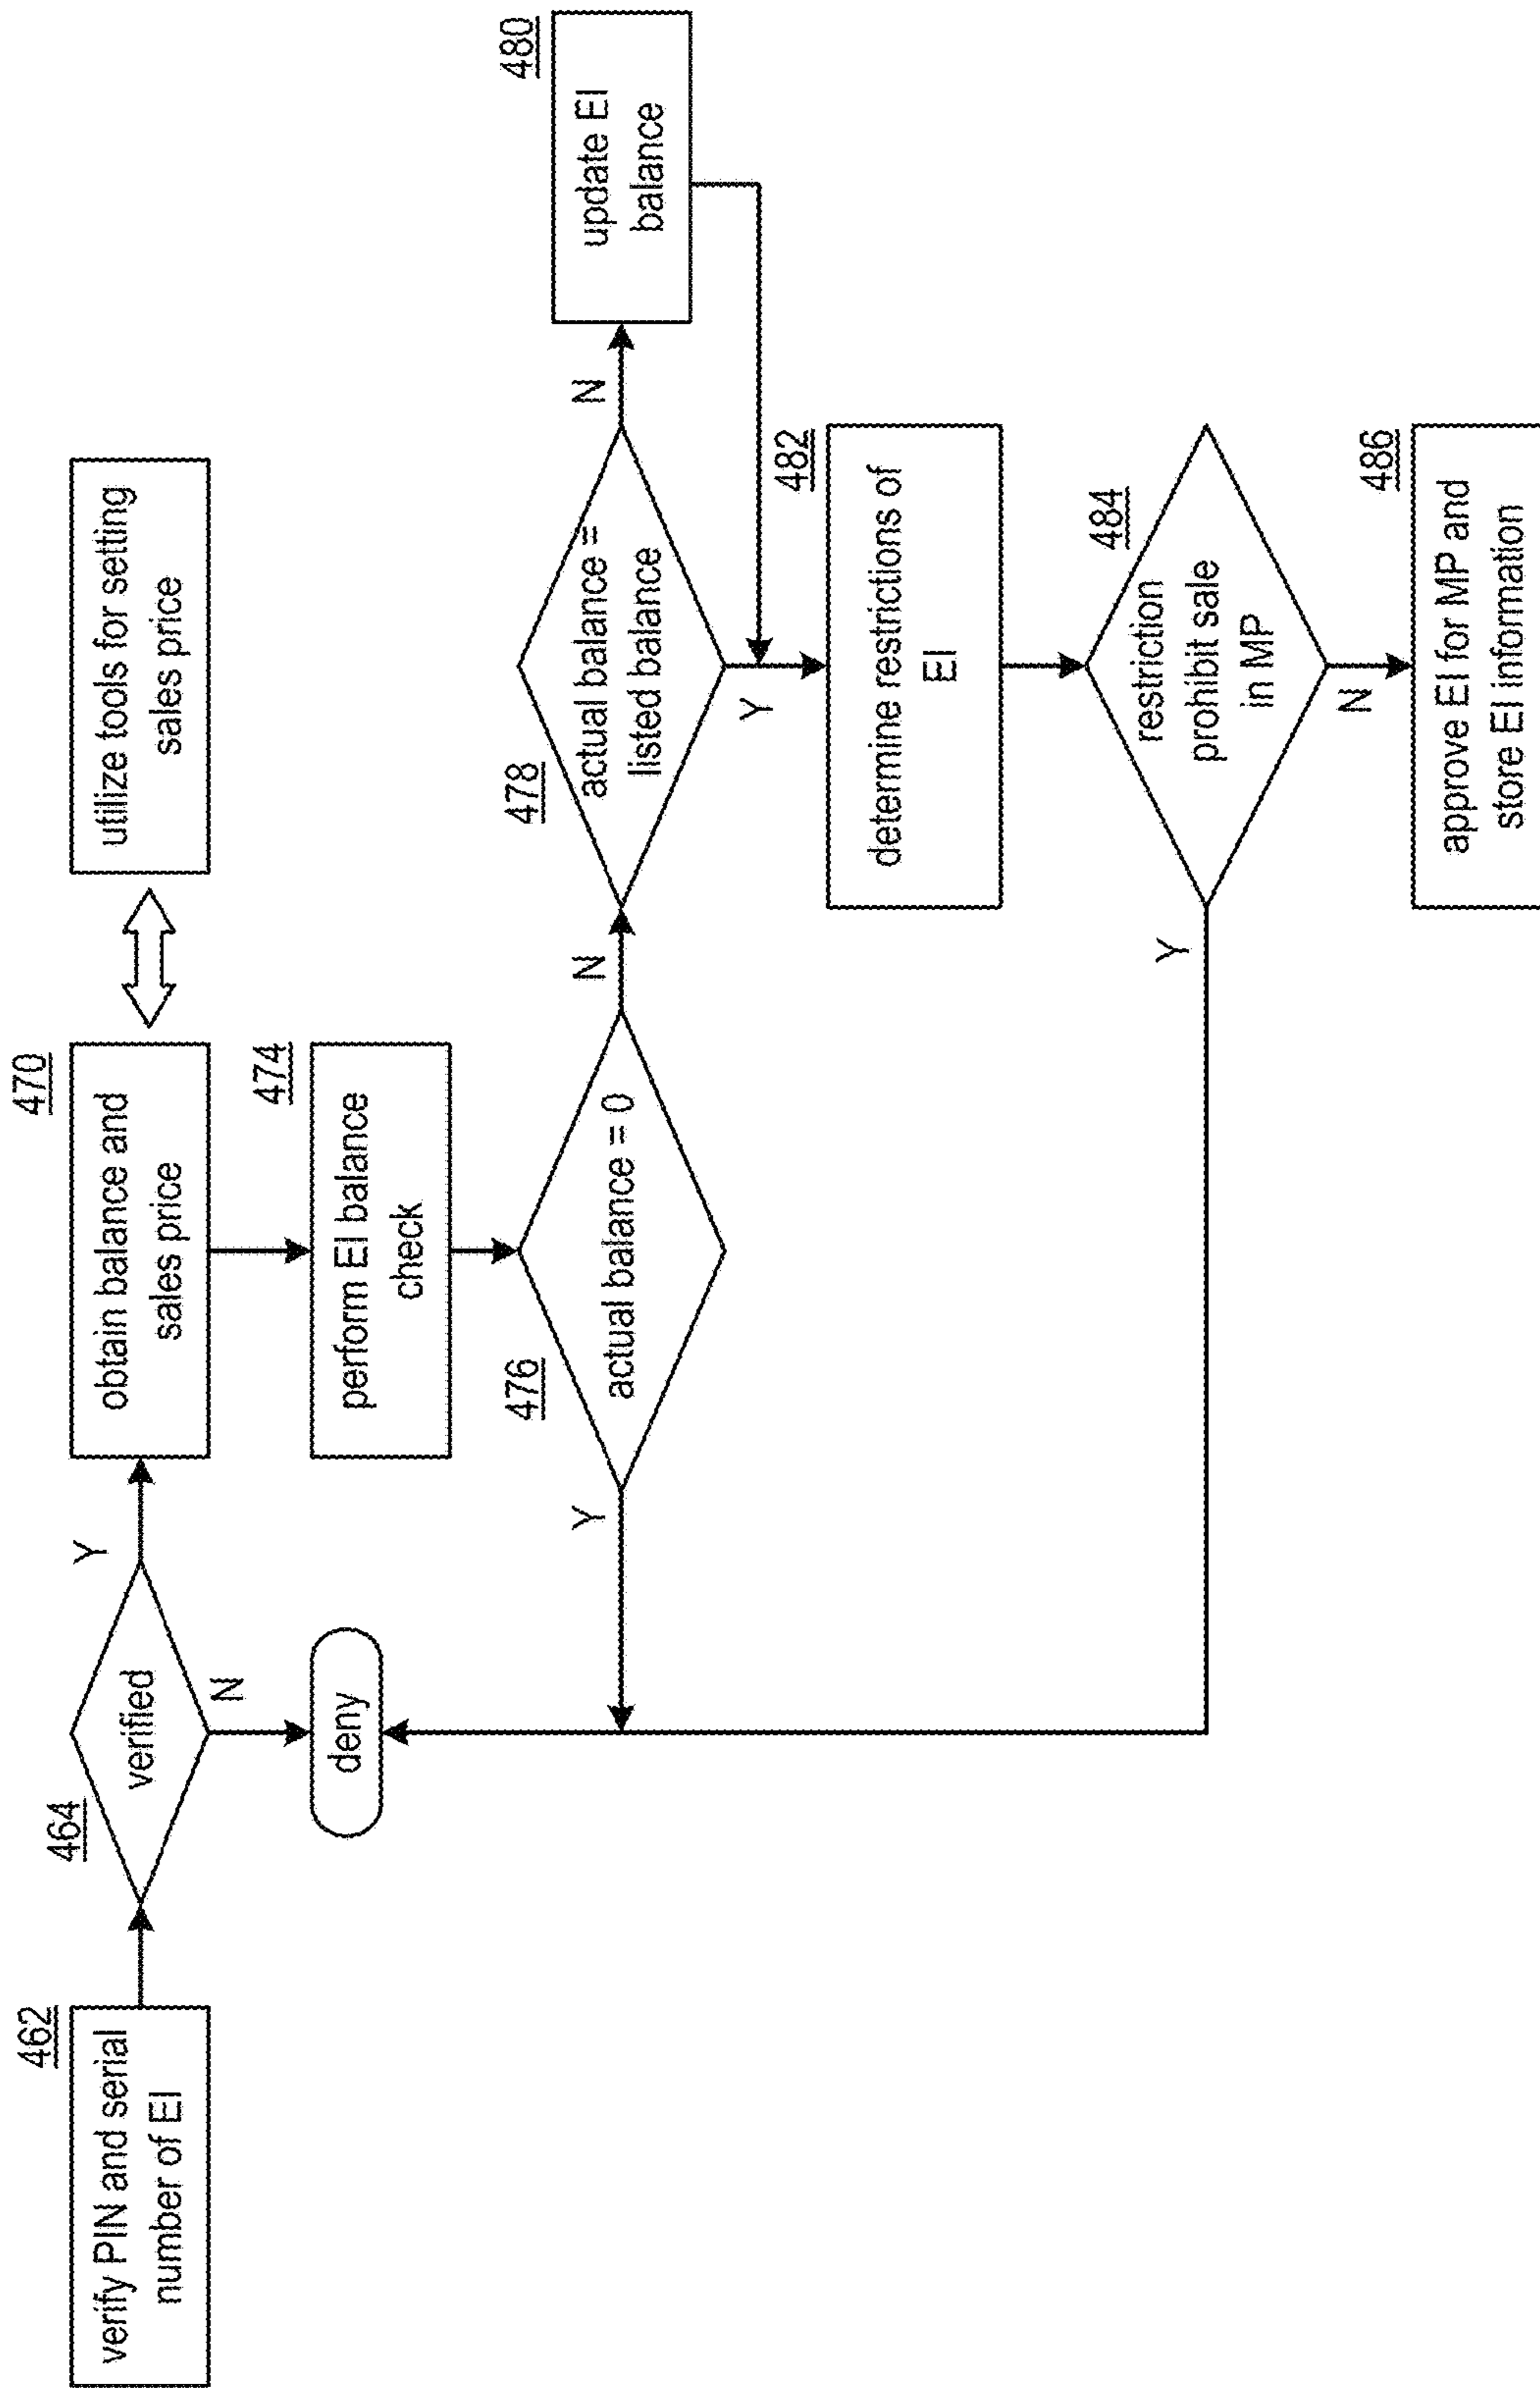 462
verify PIN and serial
number of EI
464
verified
Y
N
deny
470
obtain balance and
sales price
utilize tools for setting
sales price
474
perform EI balance
check
476
actual balance = 0
Y
N
478
actual balance =
listed balance
N
Y
480
update EI
balance
482
determine restrictions of
EI
484
restriction
prohibit sale
in MP
Y
N
486
approve EI for MP and
store EI information